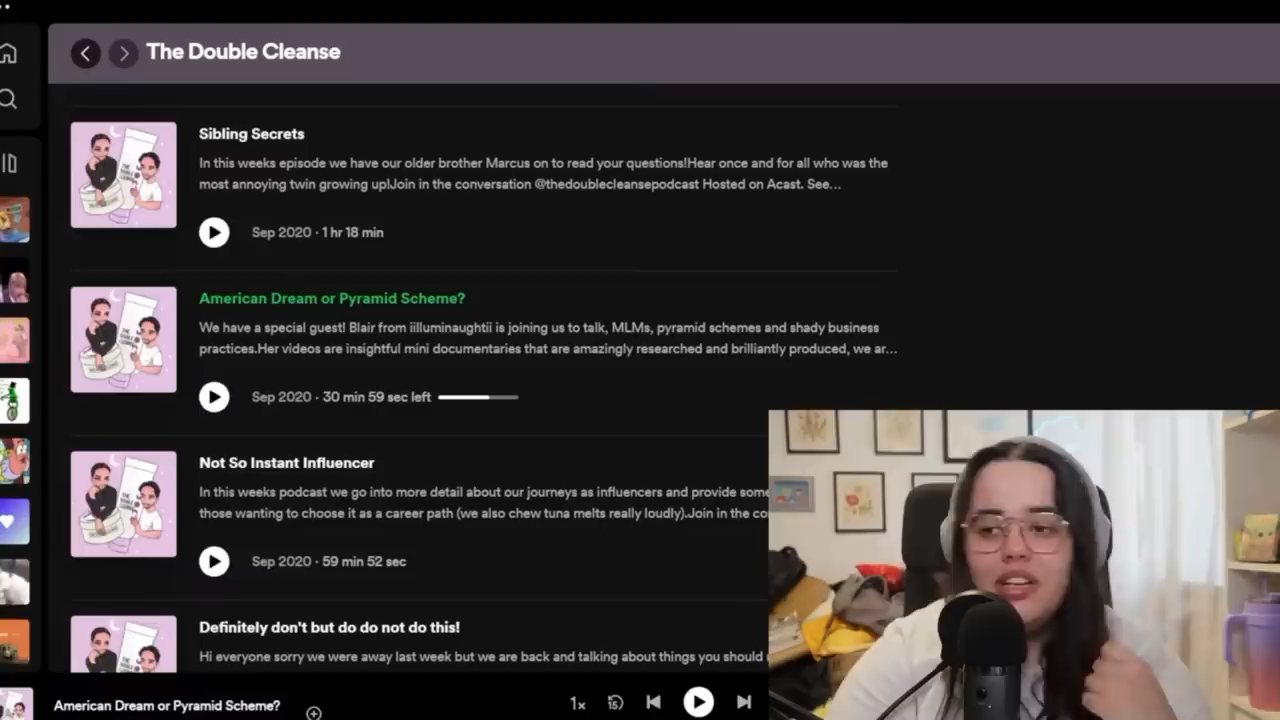 The Double Cleanse
Sibling Secrets
In this weeks episode we have our older brother Marcus on to read your questions!Hear once and for all who was the
most annoying twin growing up!Join in the conversation @thedoublecleansepodcast Hosted on Acast. See...
Sep 2020 · 1 hr 18 min
American Dream or Pyramid Scheme?
We have a special guest! Blair from iilluminaughtii is joining us to talk, MLMs, pyramid schemes and shady business
practices.Her videos are insightful mini documentaries that are amazingly researched and brilliantly produced, we ar...
Sep 2020 · 30 min 59 sec left
Not So Instant Influencer
In this weeks podcast we go into more detail about our journeys as influencers and provide some
those wanting to choose it as a career path (we also chew tuna melts really loudly).Join in the co
Sep 2020 · 59 min 52 sec
Definitely don't but do do not do this!
Hi everyone sorry we were away last week but we are back and talking about things you should
American Dream or Pyramid Scheme?
1x
15